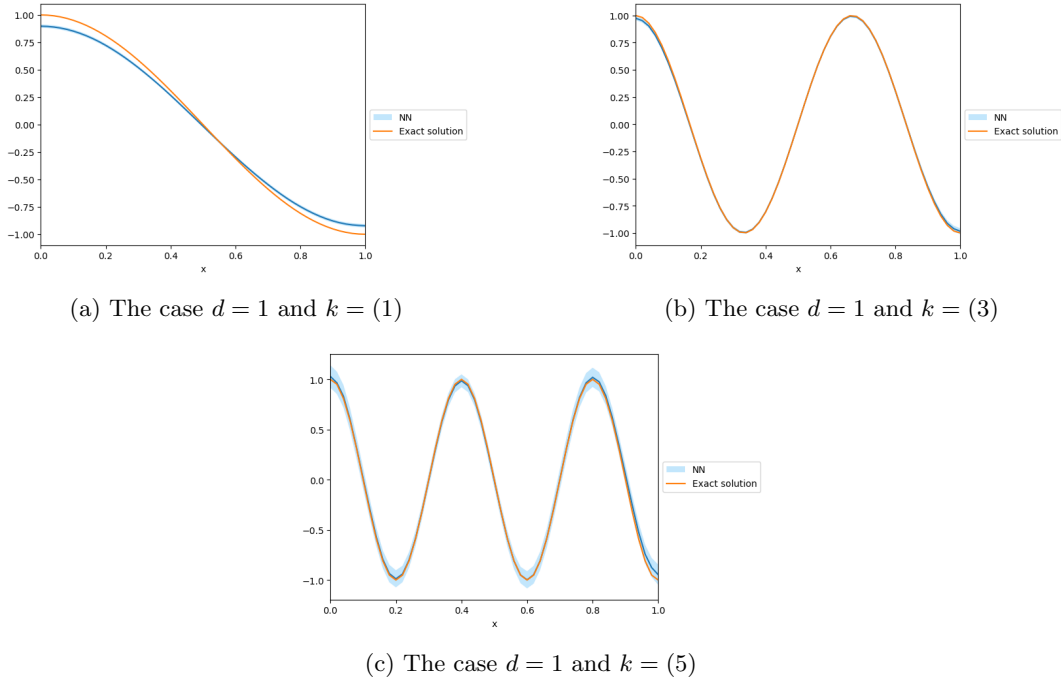 1.00
0.75
0.50
0.25
0.00
−0.25
−0.50
−0.75
−1.00
0.0 0.2 0.4 0.6 0.8 1.0
x
NN
Exact solution
(a) The case d = 1 and k = (1)
1.00
0.75
0.50
0.25
0.00
−0.25
−0.50
−0.75
−1.00
0.0 0.2 0.4 0.6 0.8 1.0
x
NN
Exact solution
(b) The case d = 1 and k = (3)
1.0
0.5
0.0
−0.5
−1.0
0.0 0.2 0.4 0.6 0.8 1.0
x
NN
Exact solution
(c) The case d = 1 and k = (5)